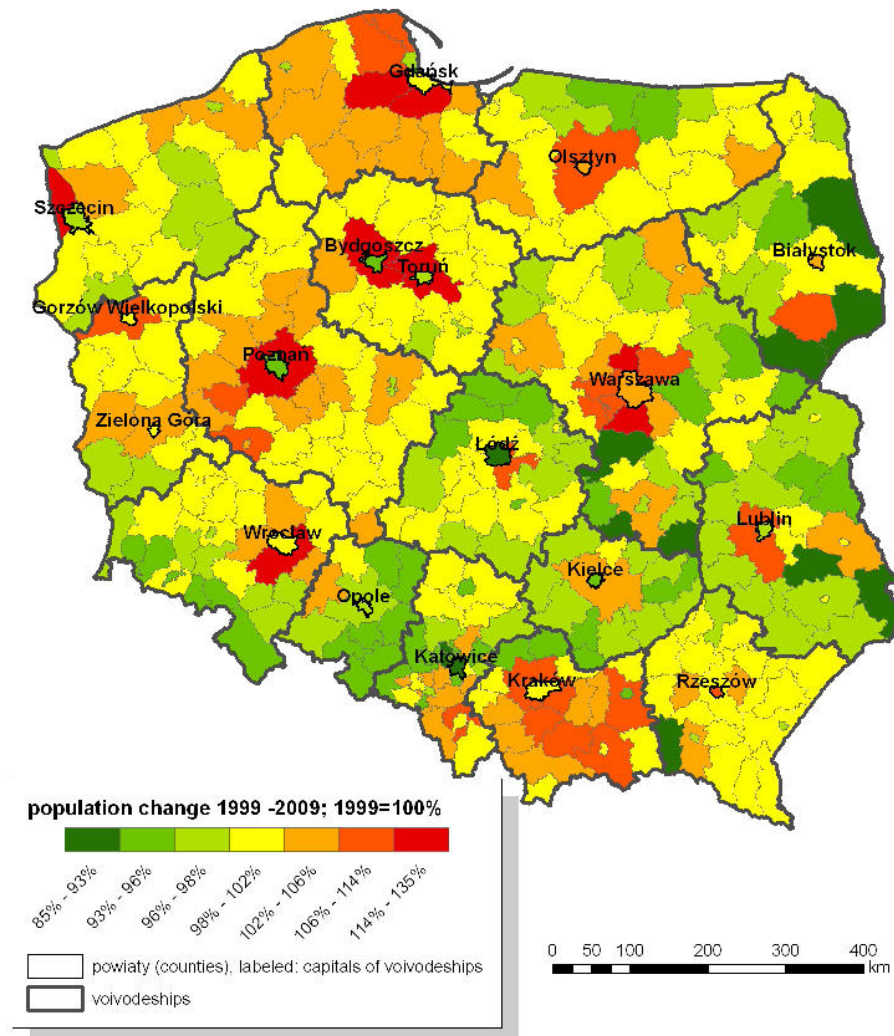 Gdańsk
Olsztyn
Szczecin
Bydgoszcz
Toruń
Białystok
Gorzów Wielkopolski
Poznań
Warszawa
Zielona Góra
Łódź
Wrocław
Lublin
Kielce
Opole
Katowice
Kraków
Rzeszów
population change 1999 -2009; 1999=100%
85% - 93%
93% - 96%
96% - 98%
98% - 102%
102% - 106%
106% - 114%
114% - 135%
powiaty (counties), labeled: capitals of voivodeships
voivodeships
0 50 100 200 300 400
km